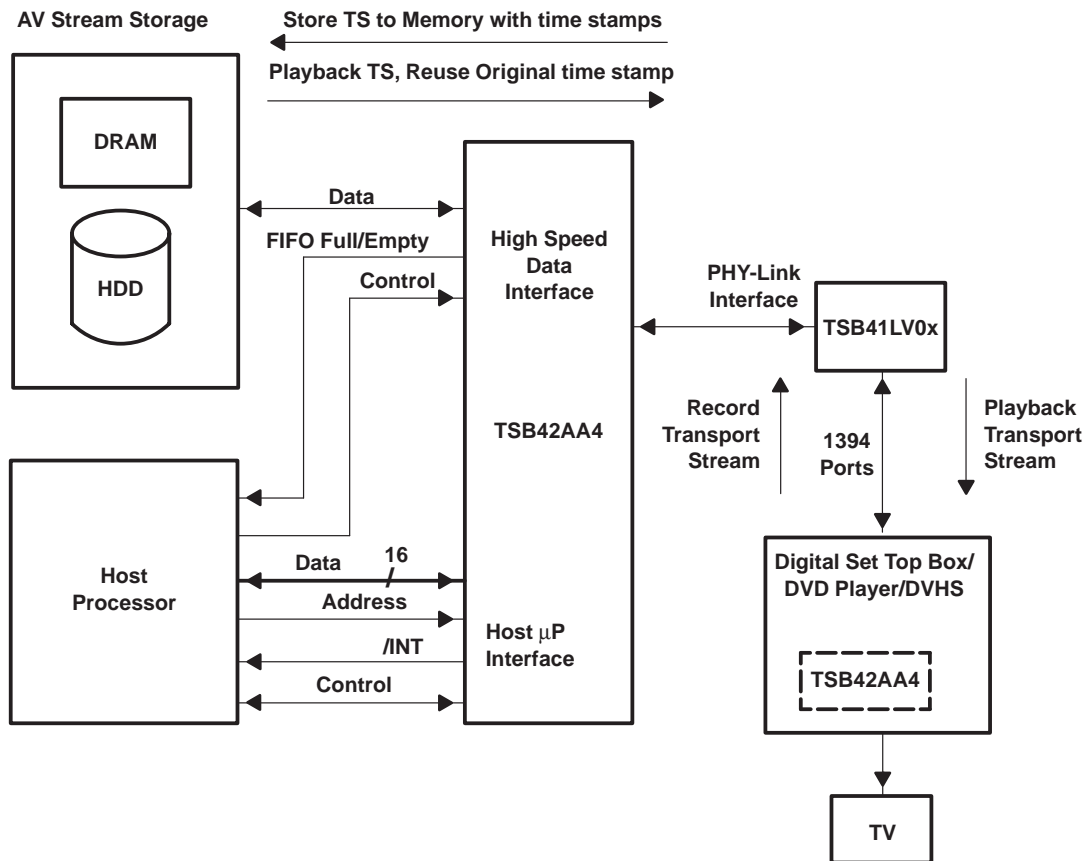 AV Stream Storage
Store TS to Memory with time stamps
Playback TS, Reuse Original time stamp
DRAM
HDD
Data
FIFO Full/Empty
Control
High Speed
Data
Interface
TSB42AA4
PHY-Link
Interface
TSB41LV0x
Record
Transport
Stream
1394
Ports
Playback
Transport
Stream
Host
Processor
Data
16
/
Address
/INT
Control
Host μP
Interface
Digital Set Top Box/
DVD Player/DVHS
TSB42AA4
TV